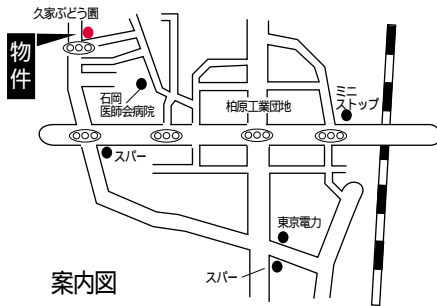 久家ぶどう園
物件
石岡
医師会病院
柏原工業団地
ミニ
ストップ
スパー
東京電力
スパー
案内図